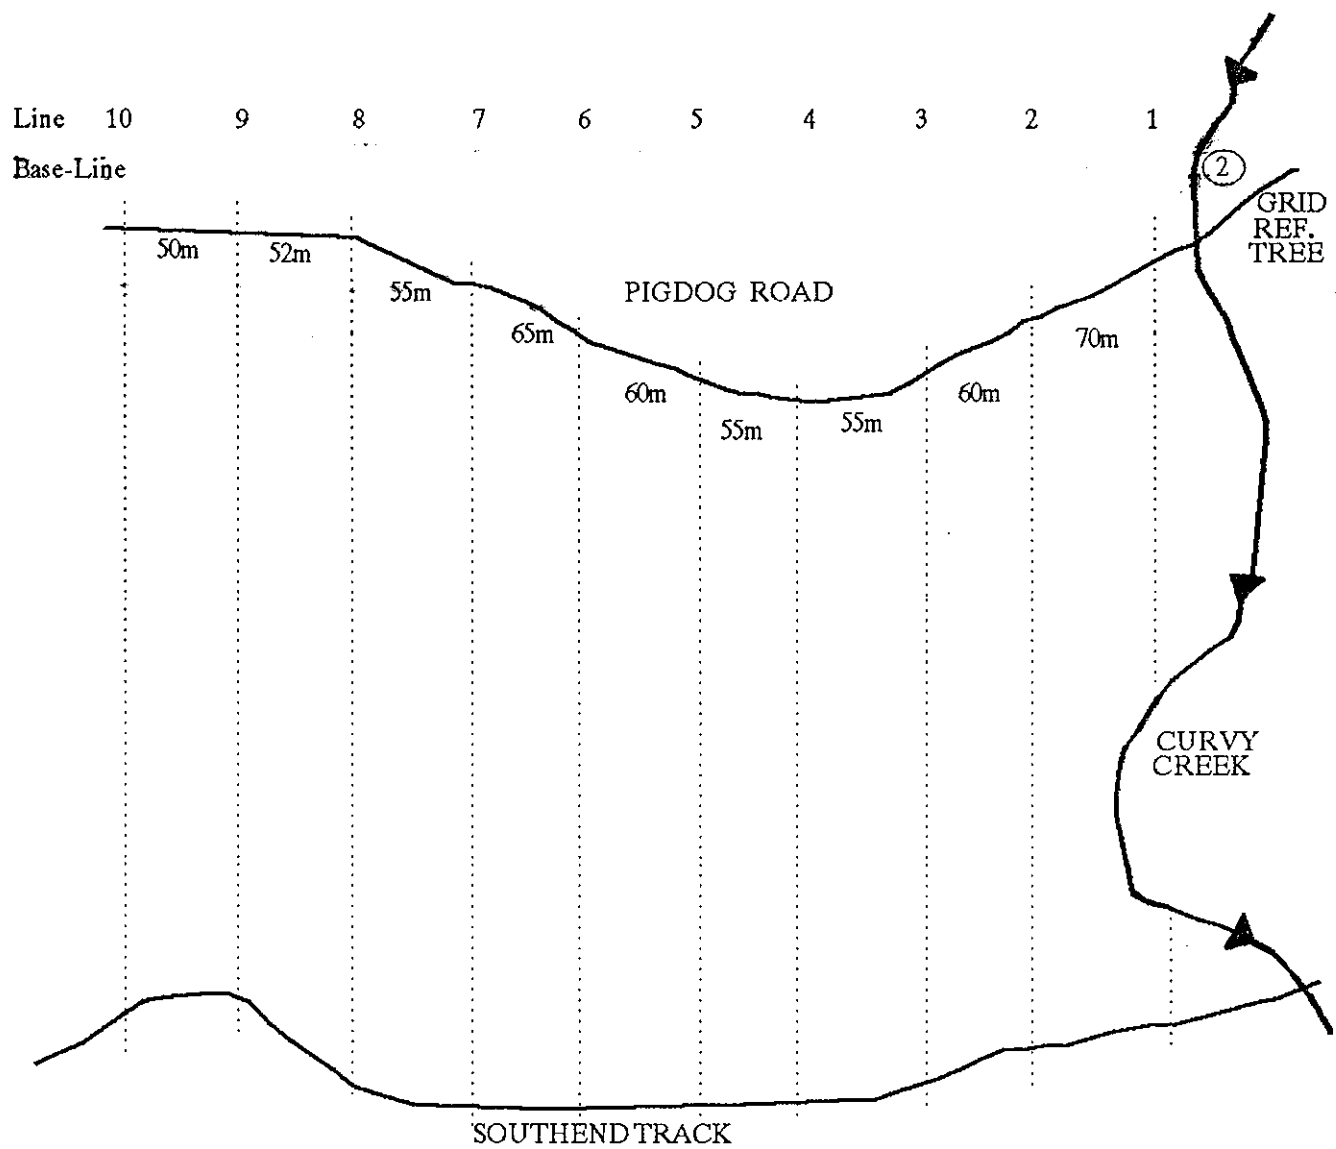 Line 10 9 8 7 6 5 4 3 2 1
Base-Line
2
GRID
REF.
TREE
50m
52m
55m
PIGDOG ROAD
65m
70m
60m
60m
55m
55m
CURVY
CREEK
SOUTHEND TRACK